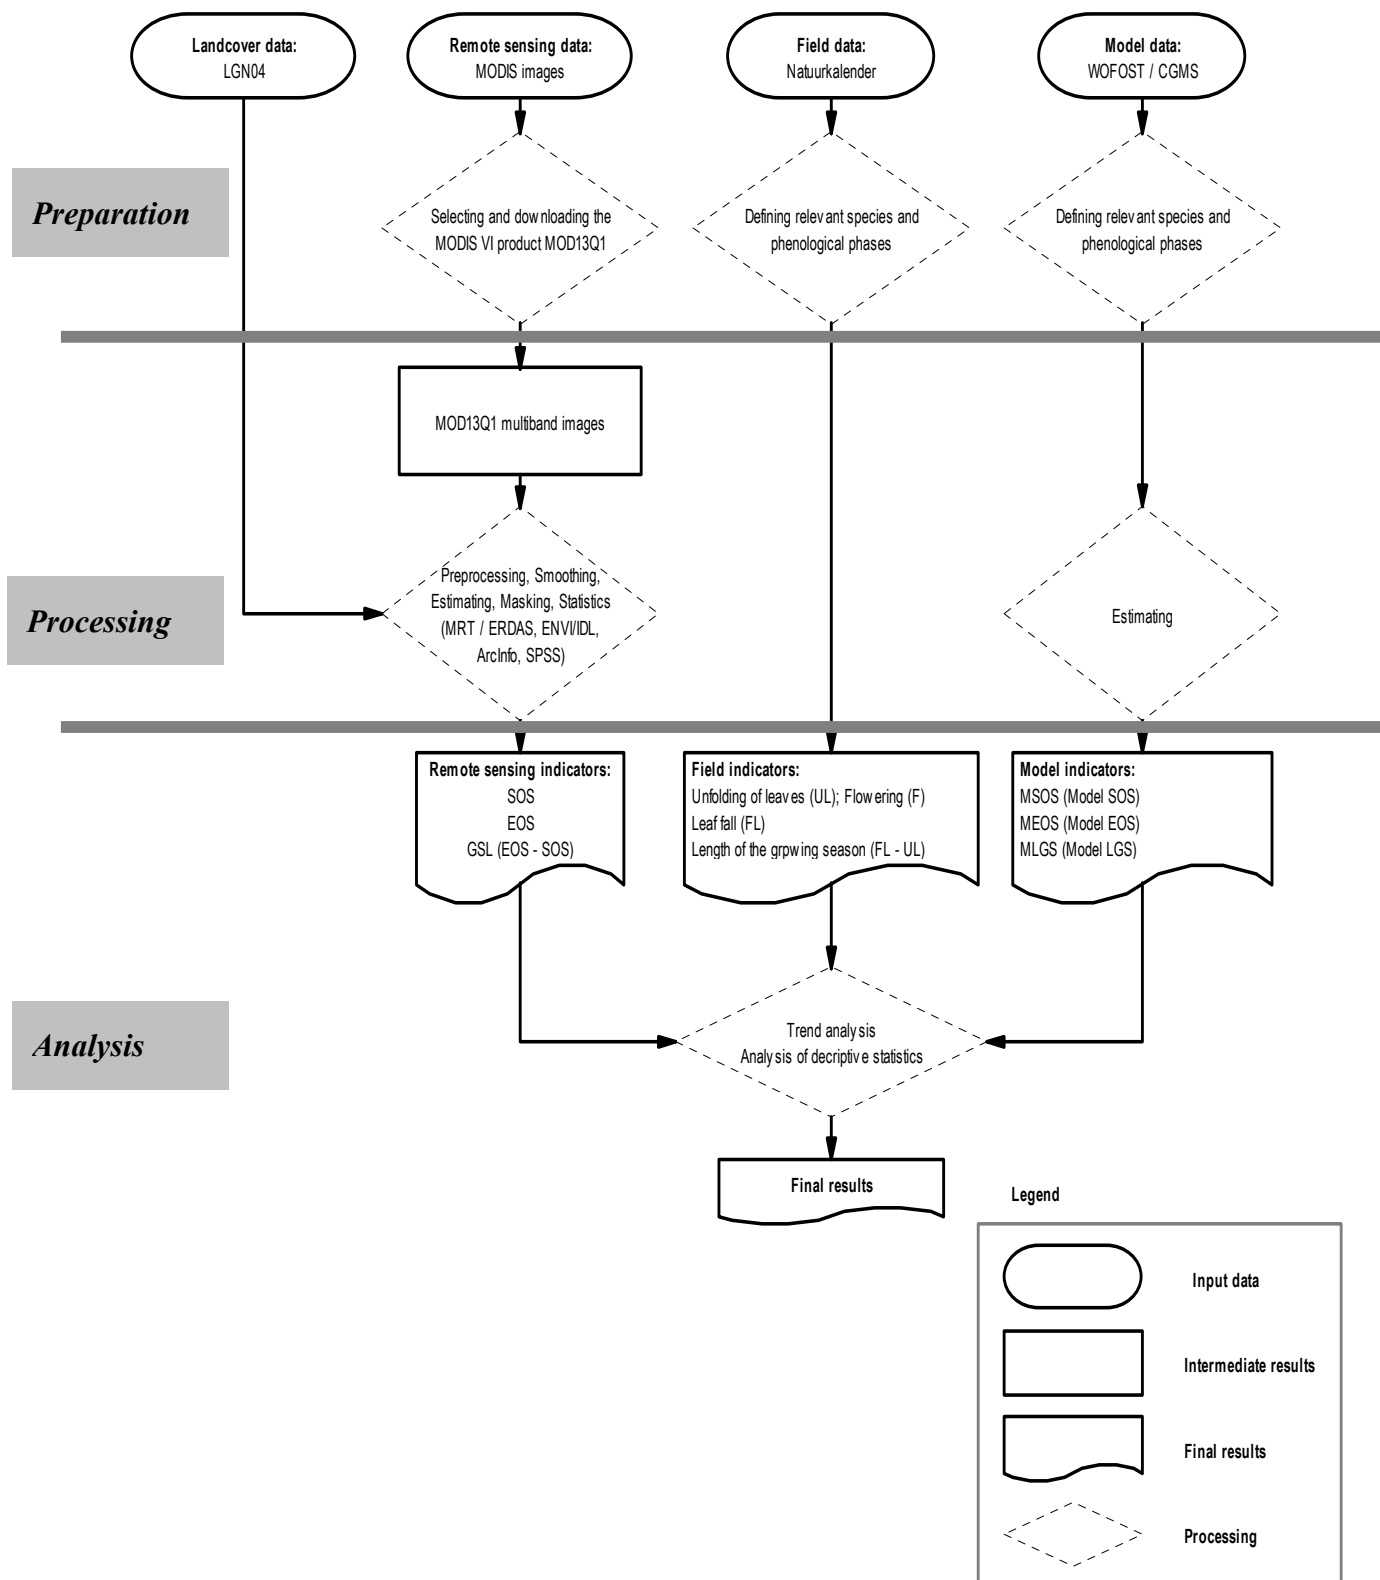 Landcover data:
LGN04
Remote sensing data:
MODIS images
Field data:
Natuurkalender
Model data:
WOFOST / CGMS
Preparation
Selecting and downloading the
MODIS VI product MOD13Q1
Defining relevant species and
phenological phases
Defining relevant species and
phenological phases
MOD13Q1 multiband images
Processing
Preprocessing, Smoothing,
Estimating, Masking, Statistics
(MRT / ERDAS, ENVI/IDL,
ArcInfo, SPSS)
Estimating
Remote sensing indicators:
SOS
EOS
GSL (EOS - SOS)
Field indicators:
Unfolding of leaves (UL); Flowering (F)
Leaf fall (FL)
Length of the grpwing season (FL - UL)
Model indicators:
MSOS (Model SOS)
MEOS (Model EOS)
MLGS (Model LGS)
Analysis
Trend analysis
Analysis of decriptive statistics
Final results
Legend
Input data
Intermediate results
Final results
Processing